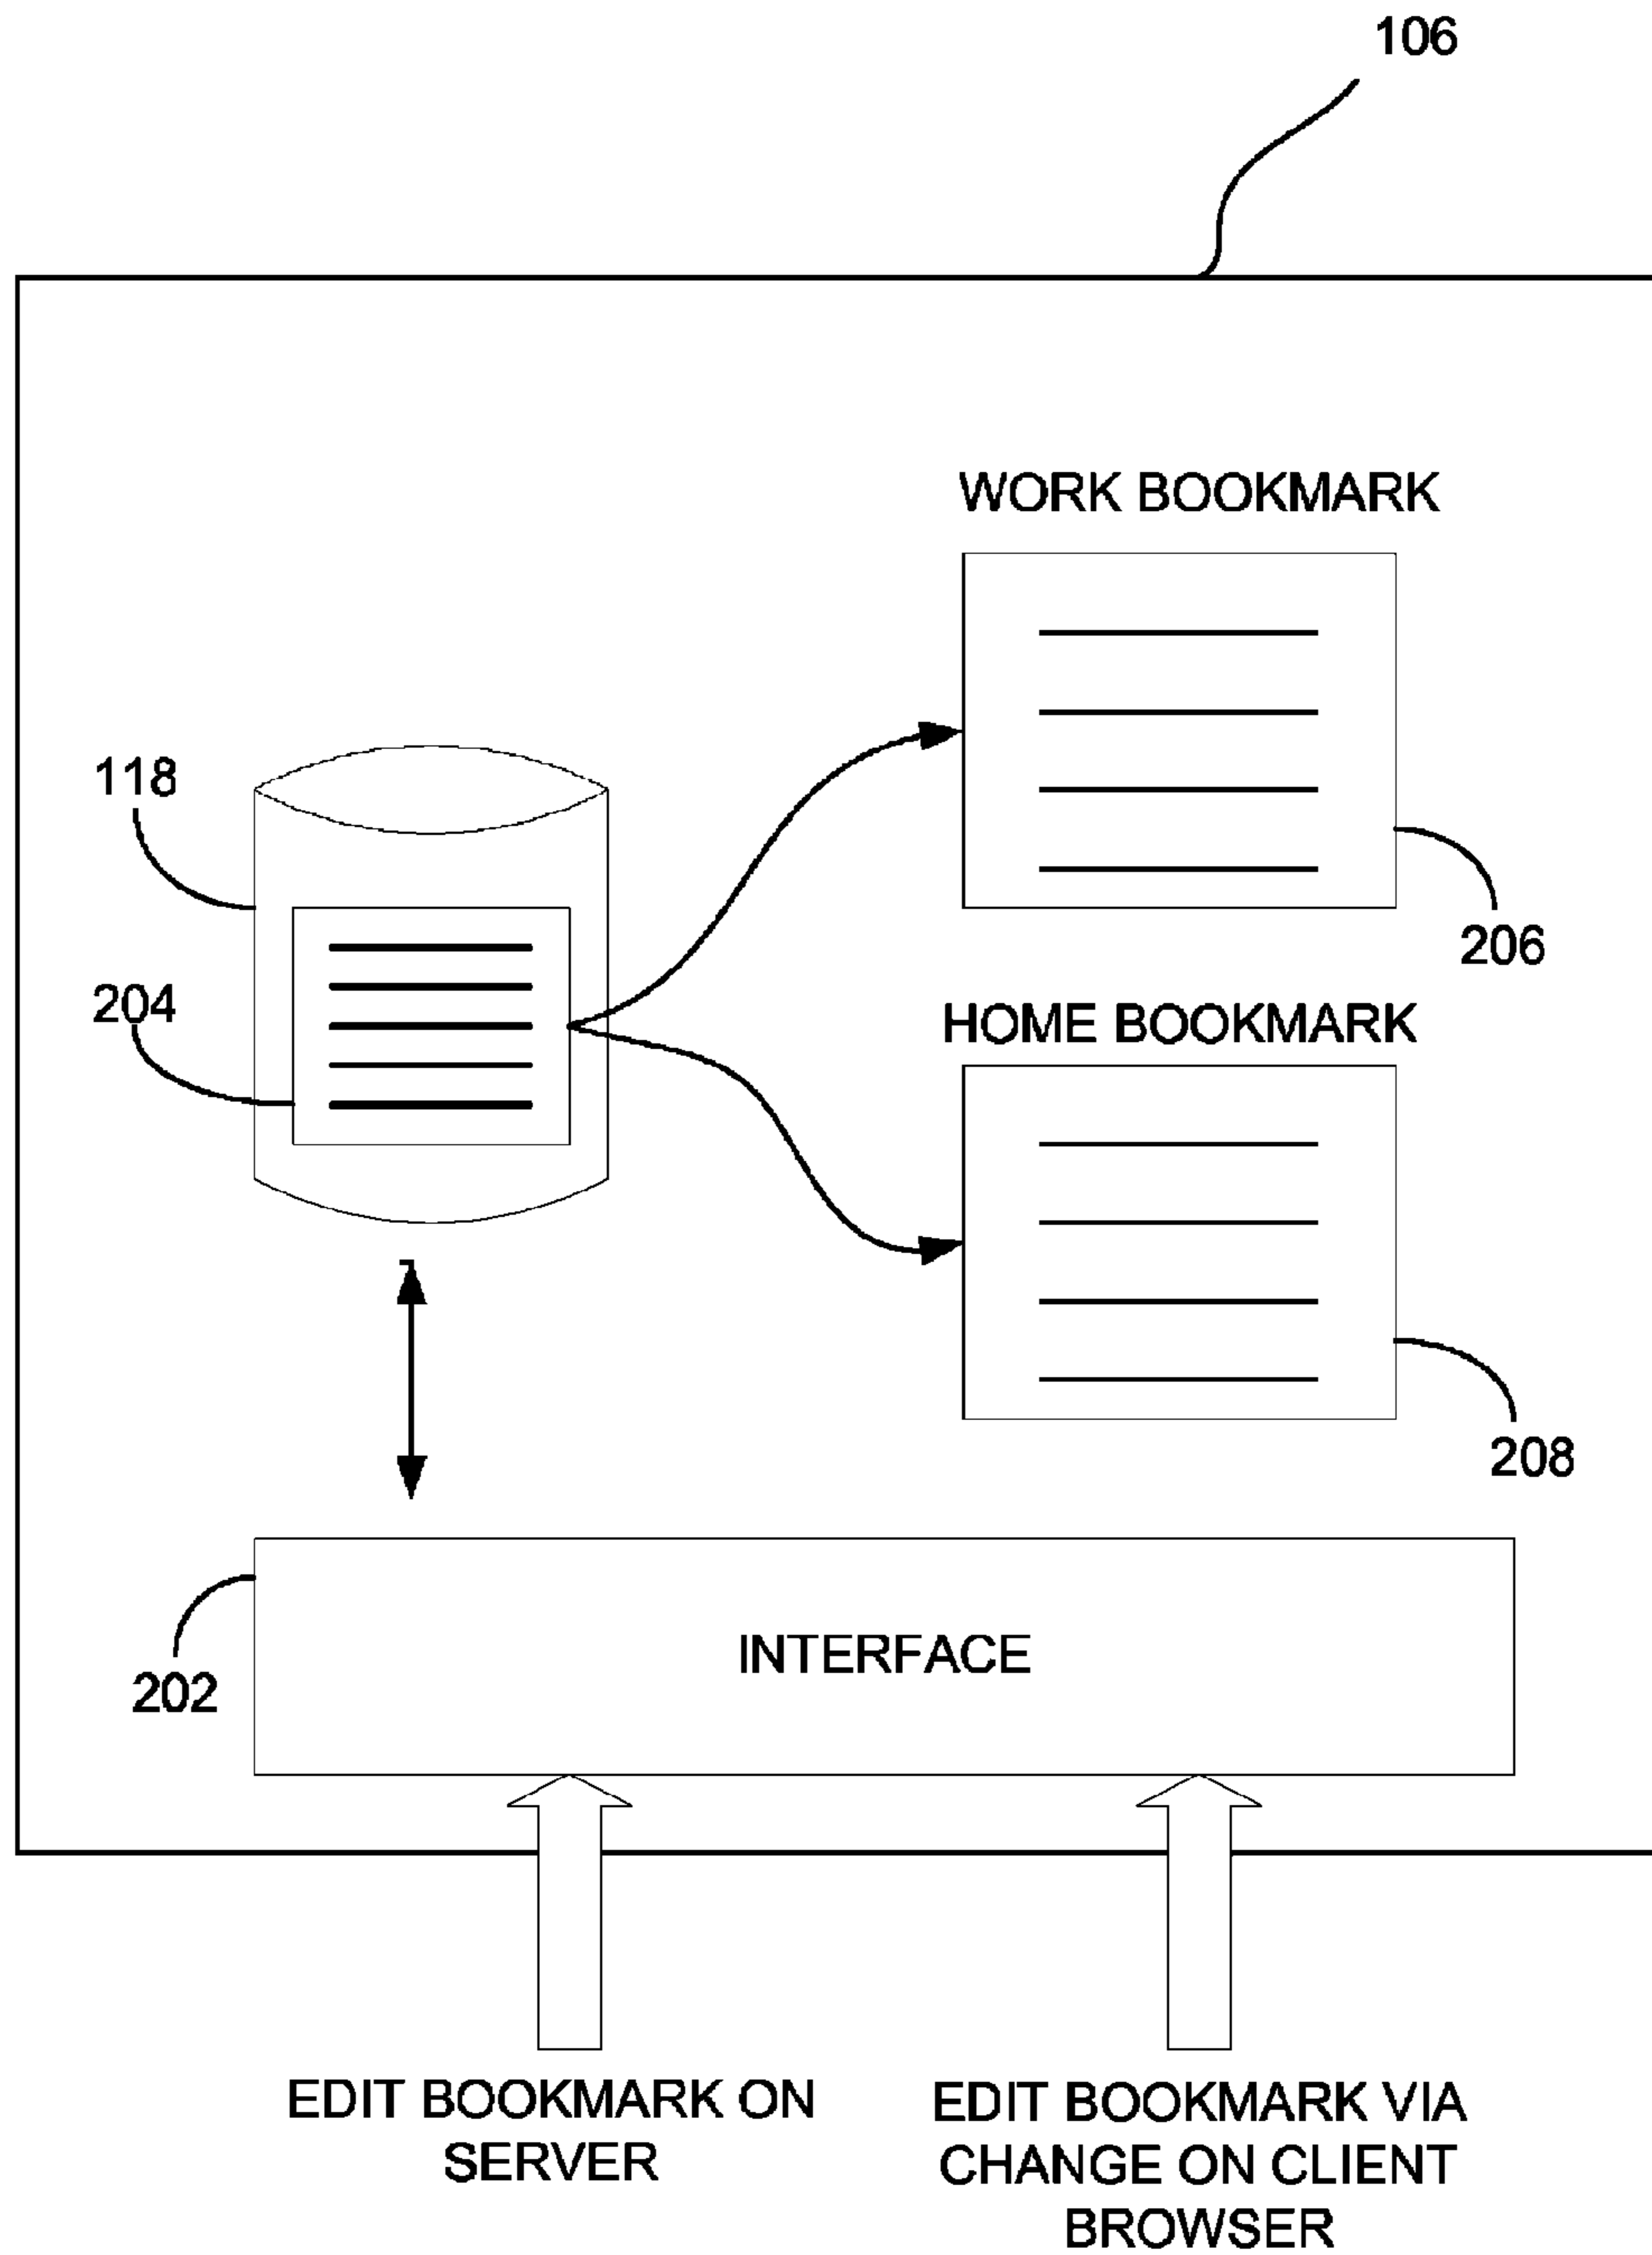 106
WORK BOOKMARK
118
206
204
HOME BOOKMARK
208
INTERFACE
202
EDIT BOOKMARK ON
SERVER
EDIT BOOKMARK VIA
CHANGE ON CLIENT
BROWSER